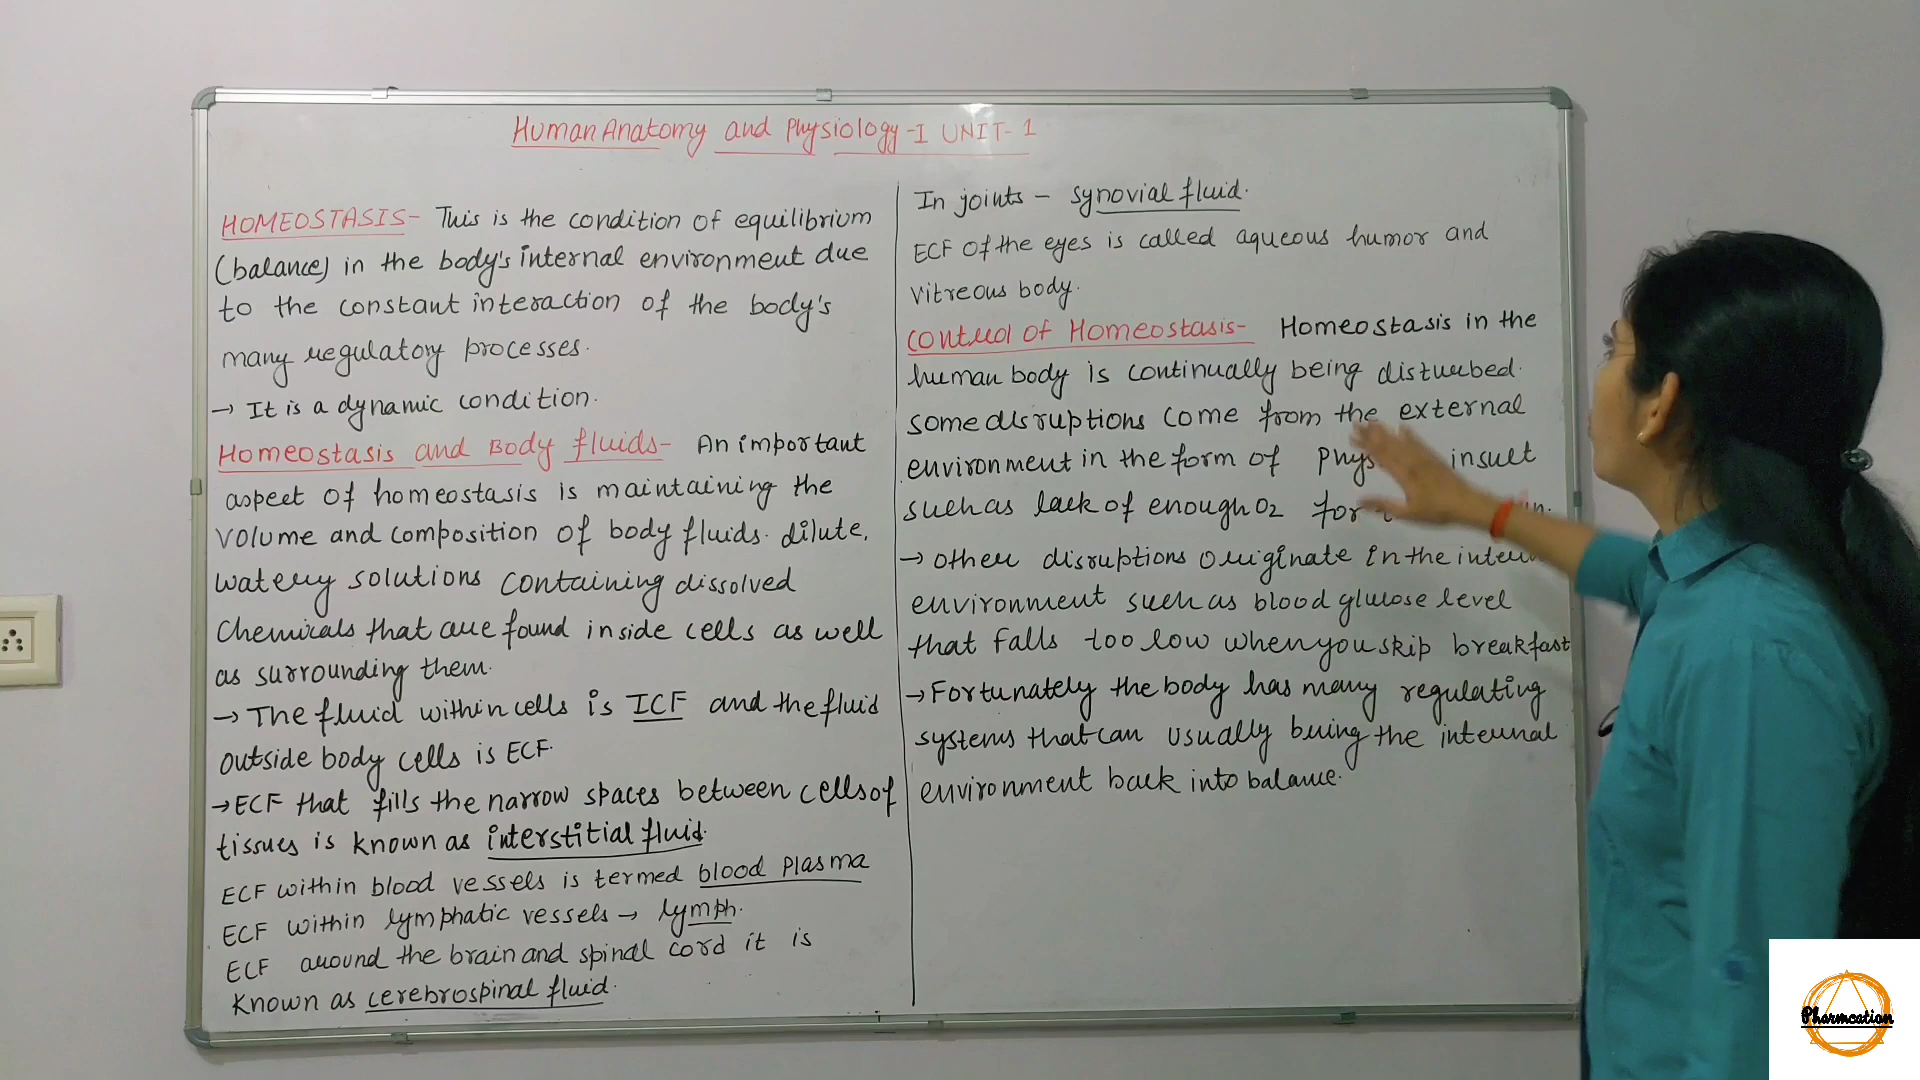 Human Anatomy and Physiology-I UNIT-1
HOMEOSTASIS- This is the condition of equilibrium
(balance) in the body's internal environment due
to the constant interaction of the body's
many regulatory processes.
→ It is a dynamic condition.
Homeostasis and Body fluids- An important
aspect of homeostasis is maintaining the
volume and composition of body fluids. dilute,
watery solutions containing dissolved
chemicals that are found inside cells as well
as surrounding them.
→ The fluid within cells is ICF and the fluid
outside body cells is ECF.
→ECF that fills the narrow spaces between cells of
tissues is known as interstitial fluid.
ECF within blood vessels is termed blood plasma
ECF within lymphatic vessels → lymph.
ECF around the brain and spinal cord it is
known as cerebrospinal fluid.
In joints - synovial fluid.
ECF of the eyes is called aqueous humor and
vitreous body.
control of Homeostasis- Homeostasis in the
human body is continually being disturbed.
some disruptions come from the external
environment in the form of insult
such as lack of enough O2
→ other disruptions originate in the
environment such as blood glucose level
that falls too low when you skip breakfast
→ Fortunately the body has many regulating
systems that can usually bring the internal
environment back into balance.
Pharmcation